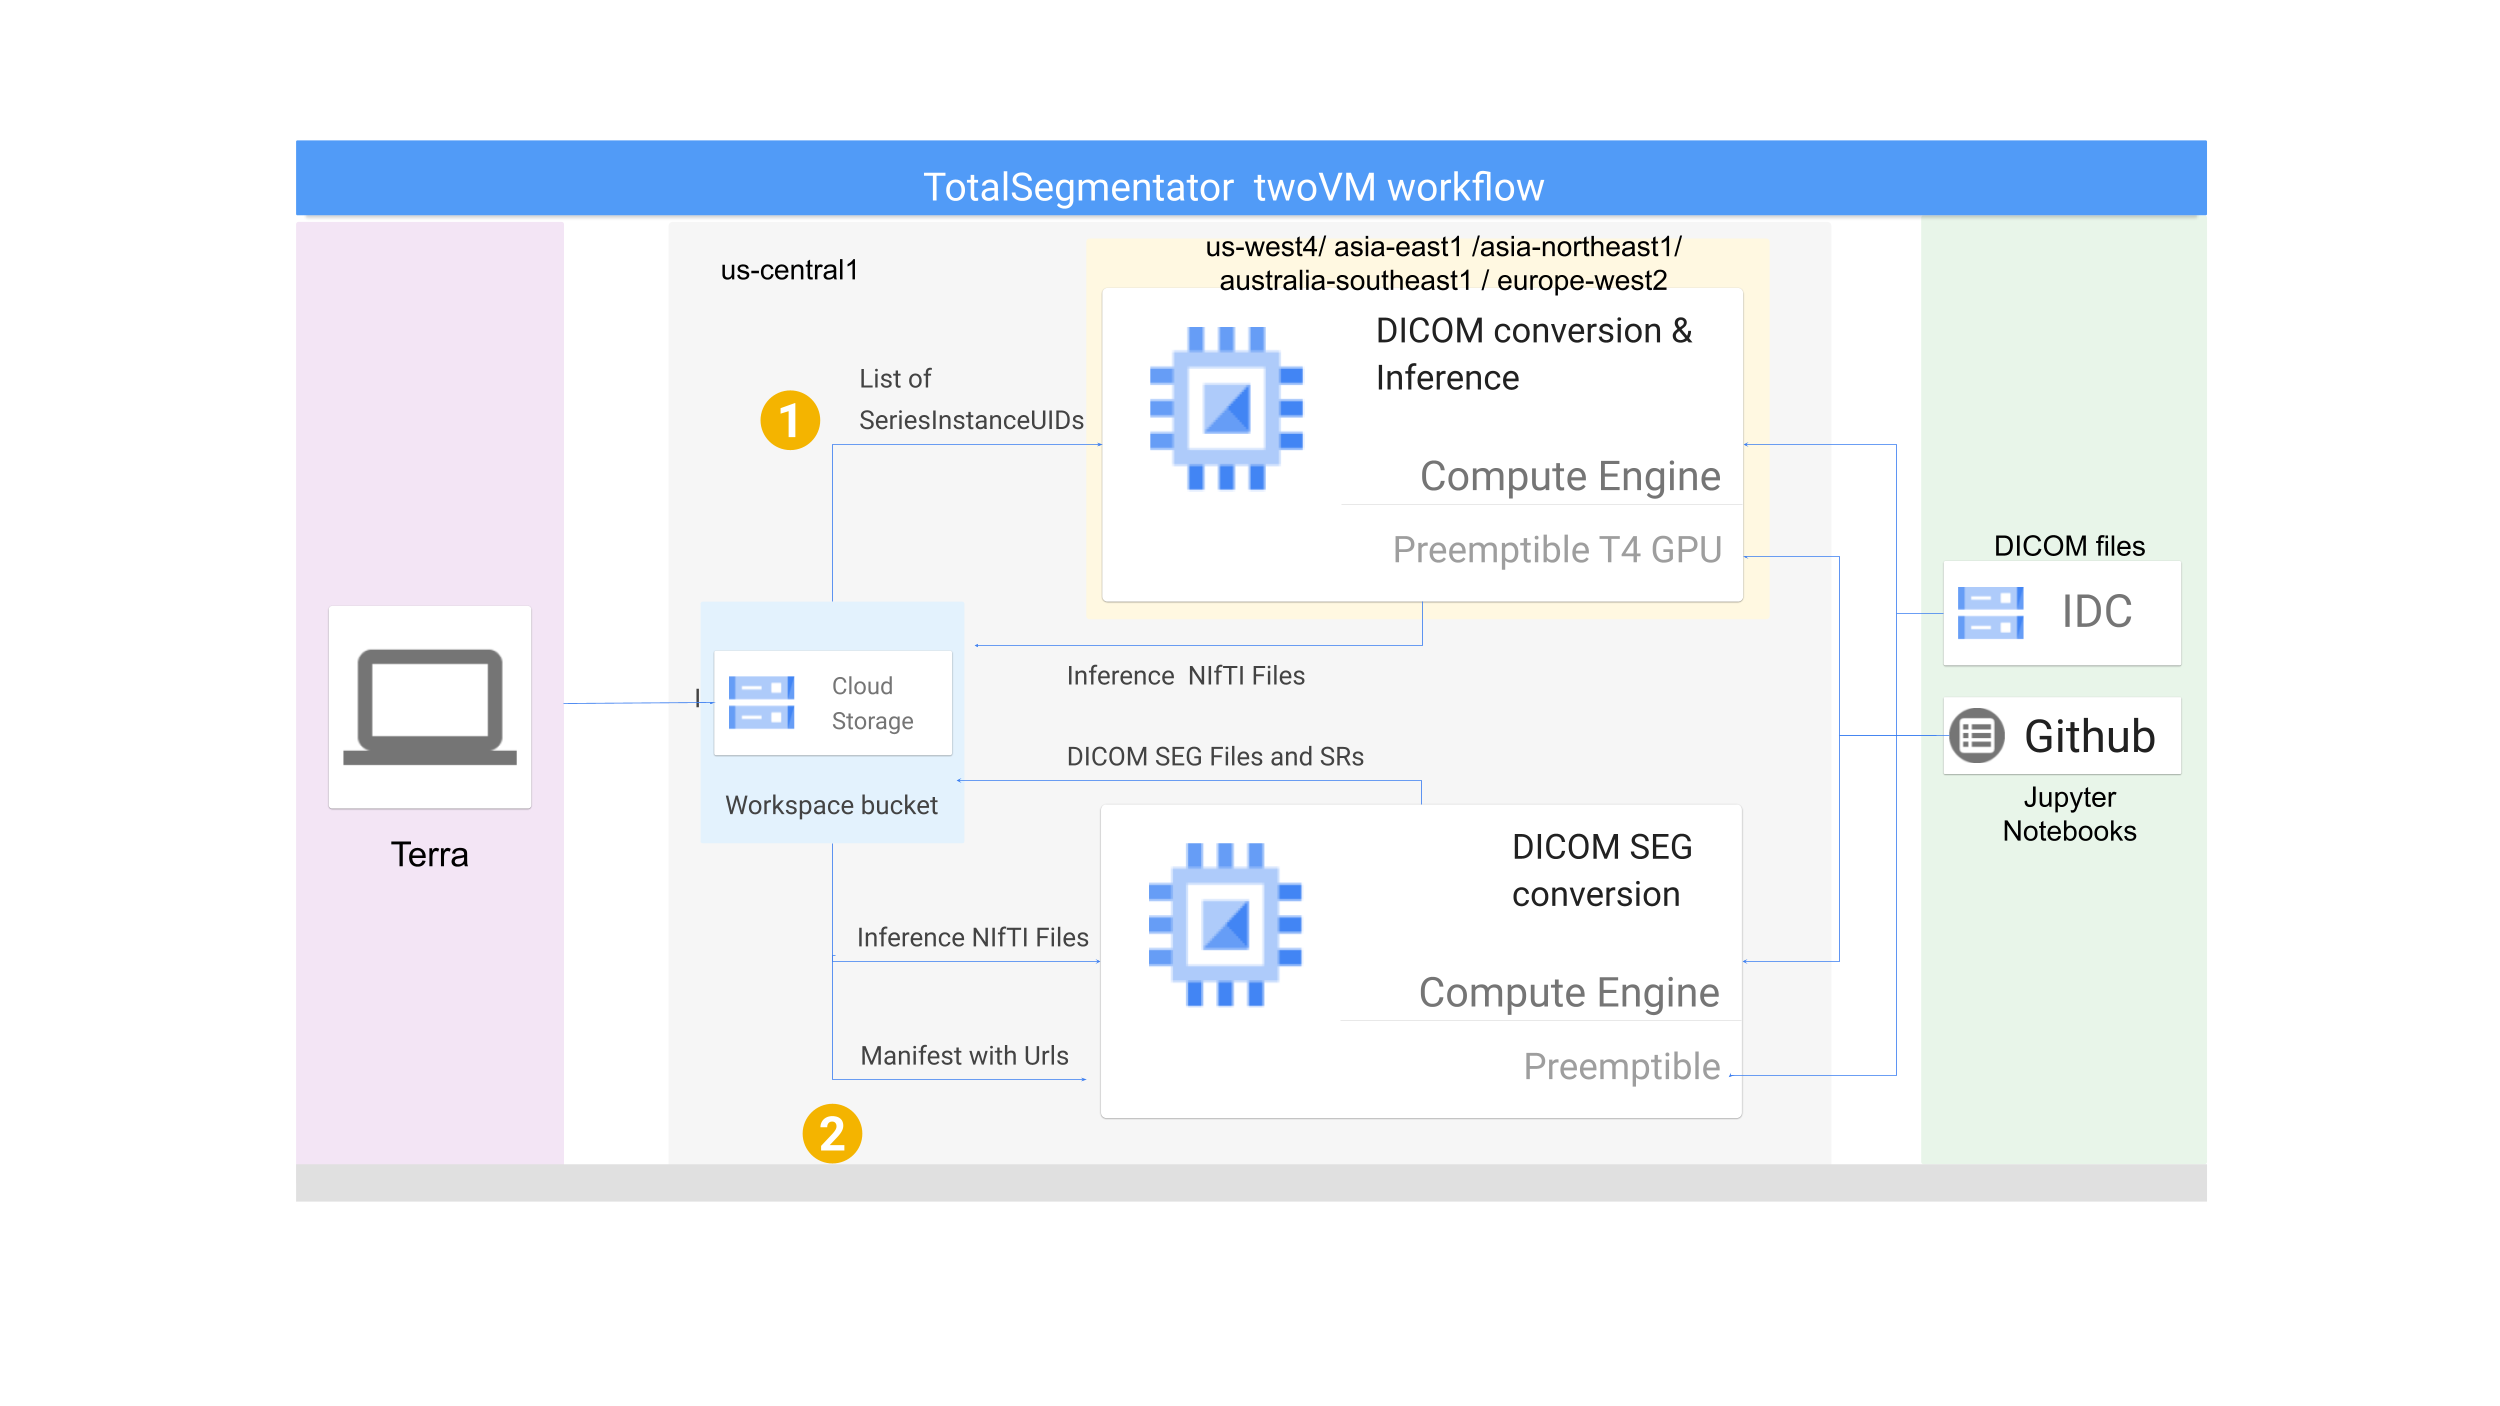 TotalSegmentator twoVM workflow
us-central1
us-west4/ asia-east1 /asia-northeast1/
australia-southeast1 / europe-west2
DICOM conversion &
Inference
Compute Engine
Preemptible T4 GPU
1
List of
SeriesInstanceUIDs
DICOM files
IDC
Github
Jupyter
Notebooks
Inference NIfTI Files
Cloud
Storage
Workspace bucket
Terra
DICOM SEG Files and SRs
DICOM SEG
conversion
Compute Engine
Preemptible
Inference NIfTI Files
Manifest with Urls
2